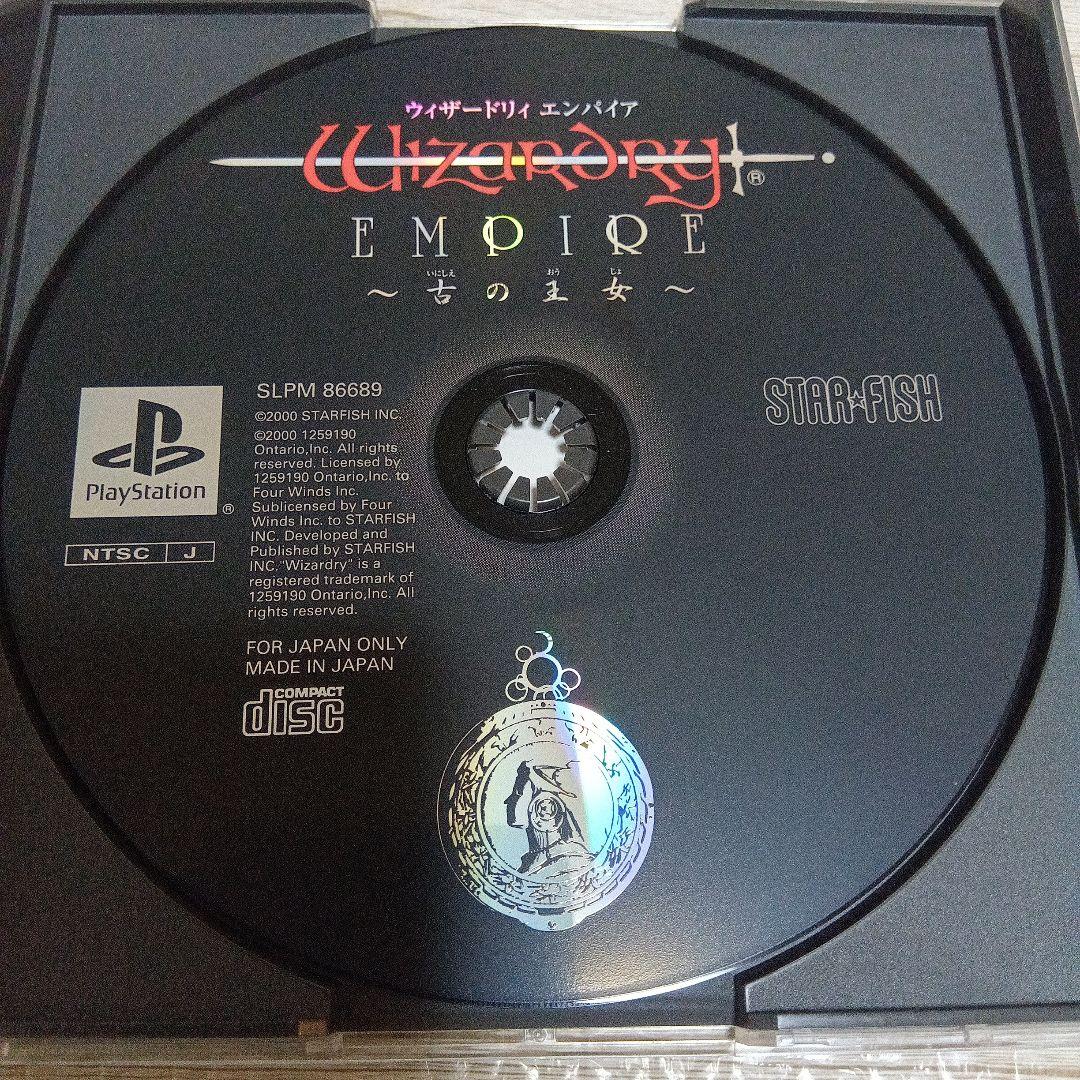 ウィザードリィ エンパイア
Wizardry®
EMPIRE
いにしえ おう じょ
～古の王女～
SLPM 86689
©2000 STARFISH INC.
©2000 1259190
Ontario,Inc. All rights
reserved. Licensed by
1259190 Ontario,Inc. to
Four Winds Inc.
Sublicensed by Four
Winds Inc. to STARFISH
INC. Developed and
Published by STARFISH
INC."Wizardry" is a
registered trademark of
1259190 Ontario,Inc. All
rights reserved.
STAR☆FISH
PlayStation®
NTSC J
FOR JAPAN ONLY
MADE IN JAPAN
COMPACT
disc